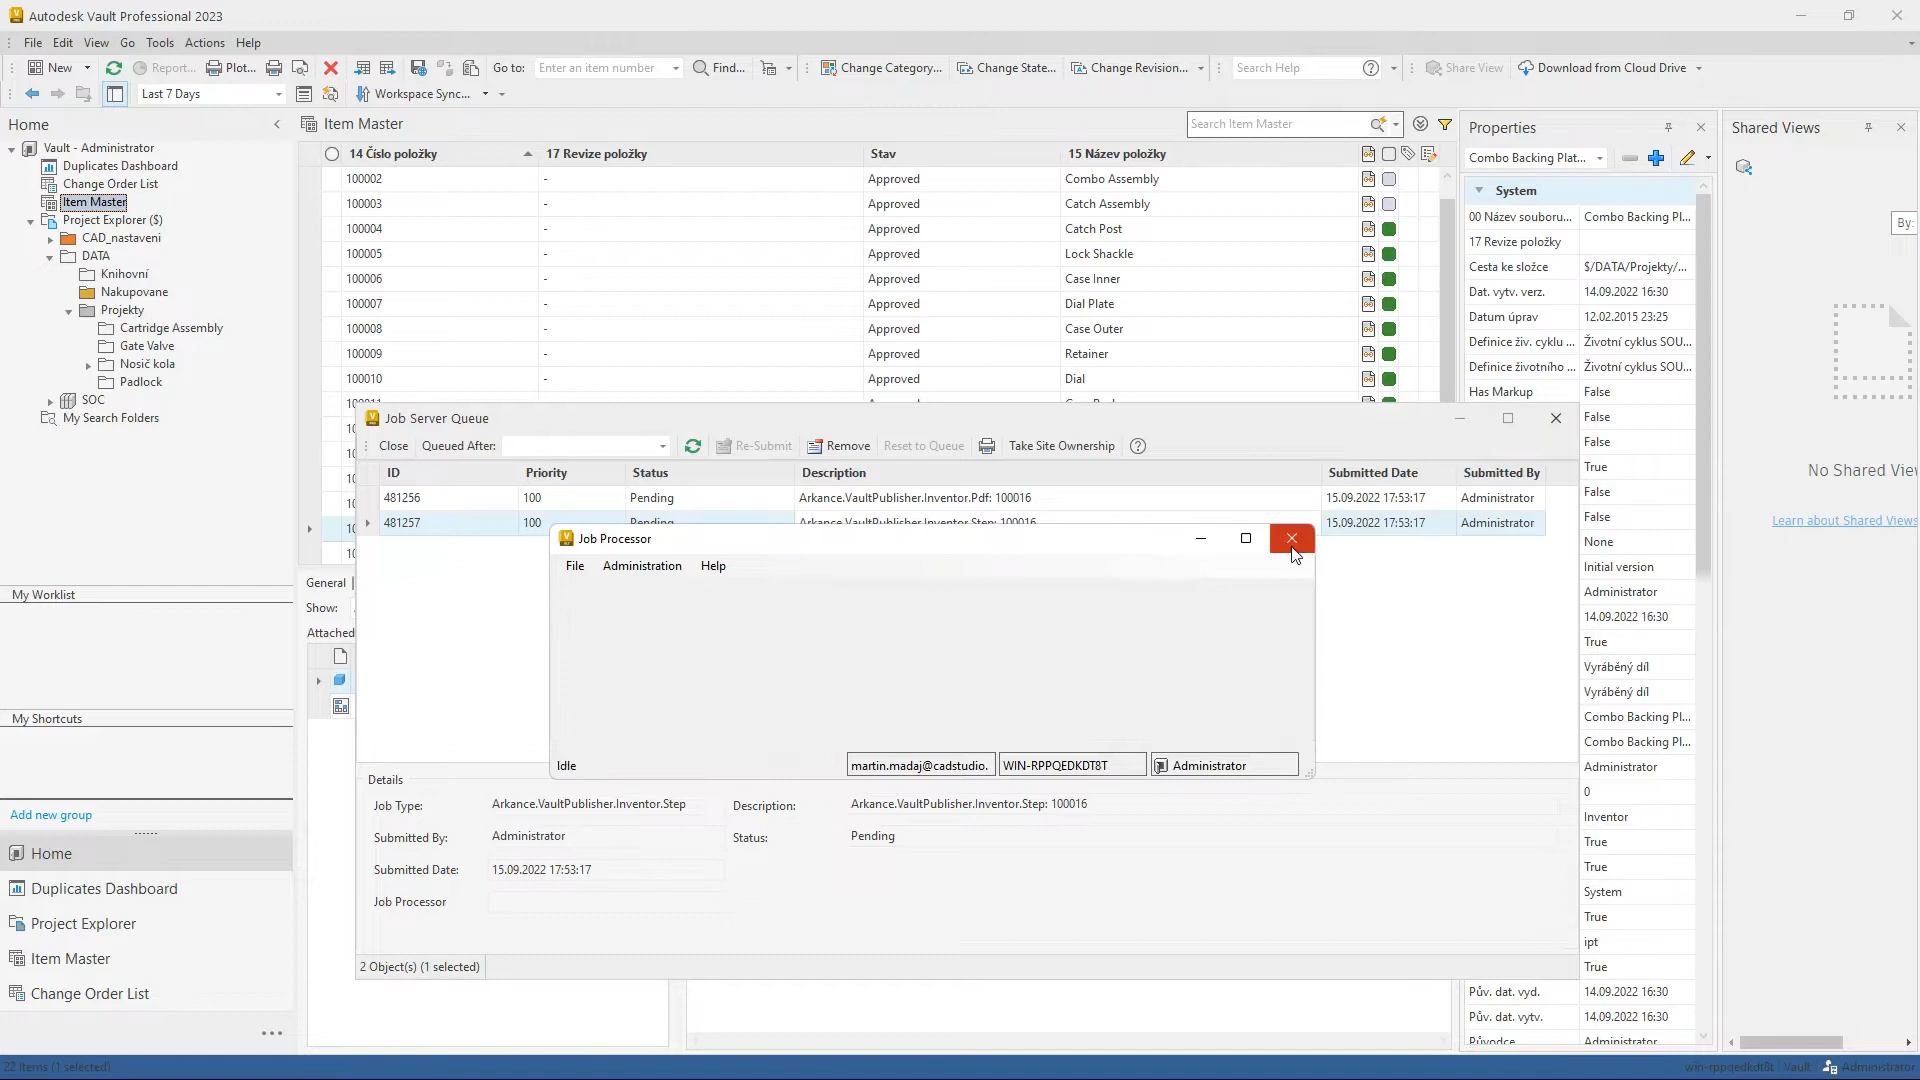 Autodesk Vault Professional 2023
File Edit View Go Tools Actions Help
New Report... Plot... Go to: Enter an item number Find... Change Category... Change State... Change Revision... Search Help Share View Download from Cloud Drive
Last 7 Days Workspace Sync...
Home
Vault - Administrator
Duplicates Dashboard
Change Order List
Item Master
Project Explorer ($)
CAD_nastaveni
DATA
Knihovní
Nakupovane
Projekty
Cartridge Assembly
Gate Valve
Nosič kola
Padlock
SOC
My Search Folders
My Worklist
My Shortcuts
Add new group
Home
Duplicates Dashboard
Project Explorer
Item Master
Change Order List
Item Master
Search Item Master
14 Číslo položky 17 Revize položky Stav 15 Název položky
100002 - Approved Combo Assembly
100003 - Approved Catch Assembly
100004 - Approved Catch Post
100005 - Approved Lock Shackle
100006 - Approved Case Inner
100007 - Approved Dial Plate
100008 - Approved Case Outer
100009 - Approved Retainer
100010 - Approved Dial
General
Show:
Attached
Job Server Queue
Close Queued After: Re-Submit Remove Reset to Queue Take Site Ownership
ID Priority Status Description Submitted Date Submitted By
481256 100 Pending Arkance.VaultPublisher.Inventor.Pdf: 100016 15.09.2022 17:53:17 Administrator
481257 100 Pending Arkance.VaultPublisher.Inventor.Step: 100016 15.09.2022 17:53:17 Administrator
Job Processor
File Administration Help
Idle martin.madaj@cadstudio. WIN-RPPQEDKDT8T Administrator
Details
Job Type: Arkance.VaultPublisher.Inventor.Step Description: Arkance.VaultPublisher.Inventor.Step: 100016
Submitted By: Administrator Status: Pending
Submitted Date: 15.09.2022 17:53:17
Job Processor
2 Object(s) (1 selected)
Properties
Combo Backing Plat...
System
00 Název souboru... Combo Backing Pl...
17 Revize položky
Cesta ke složce $/DATA/Projekty/...
Dat. vytv. verz. 14.09.2022 16:30
Datum úprav 12.02.2015 23:25
Definice živ. cyklu ... Životní cyklus SOU...
Definice životního ... Životní cyklus SOU...
Has Markup False
False
False
True
False
False
None
Initial version
Administrator
14.09.2022 16:30
True
Vyráběný díl
Vyráběný díl
Combo Backing Pl...
Combo Backing Pl...
Administrator
0
Inventor
True
True
System
True
ipt
True
Pův. dat. vyd. 14.09.2022 16:30
Pův. dat. vytv. 14.09.2022 16:30
Původce Administrator
Shared Views
By:
No Shared Vie
Learn about Shared Views
22 Items (1 selected) win-rppqedkdt8t Vault Administrator